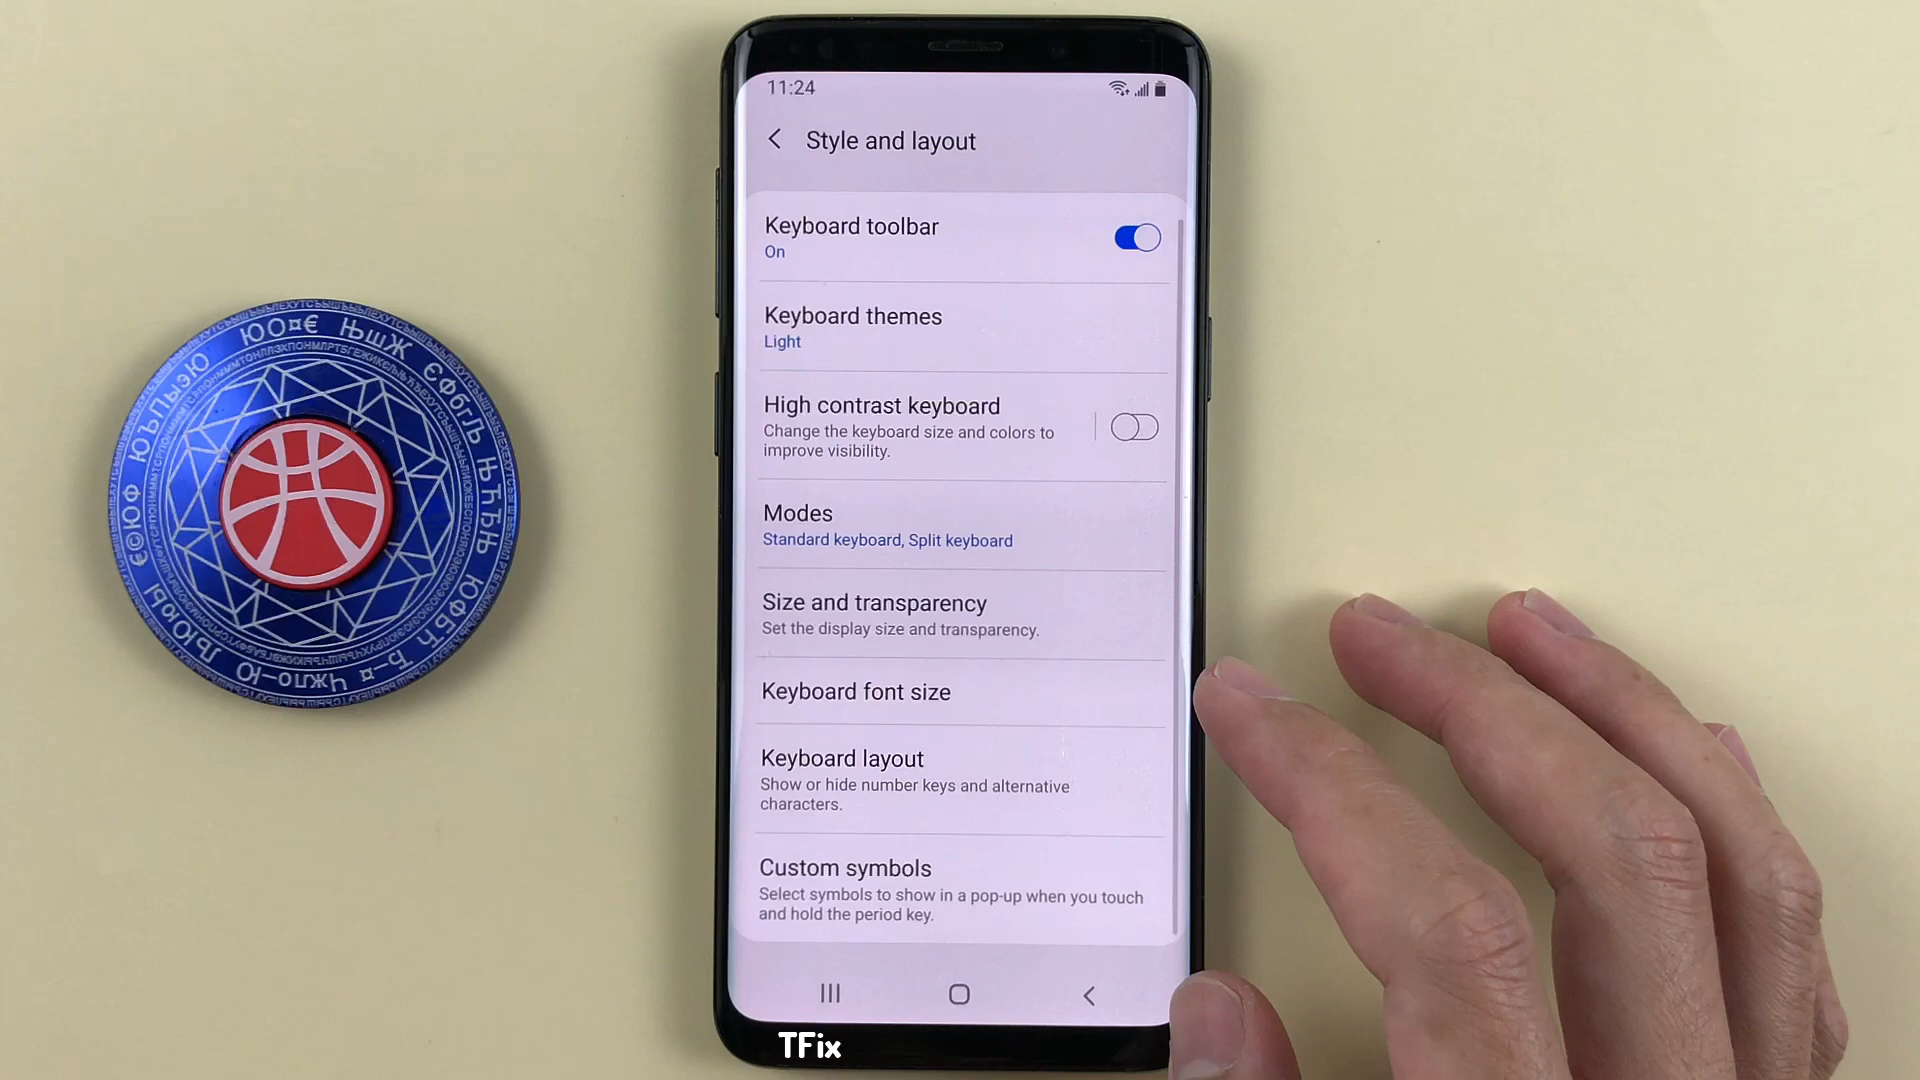 11:24
Style and layout
Keyboard toolbar
On
Keyboard themes
Light
High contrast keyboard
Change the keyboard size and colors to
improve visibility.
Modes
Standard keyboard, Split keyboard
Size and transparency
Set the display size and transparency.
Keyboard font size
Keyboard layout
Show or hide number keys and alternative
characters.
Custom symbols
Select symbols to show in a pop-up when you touch
and hold the period key.
TFix